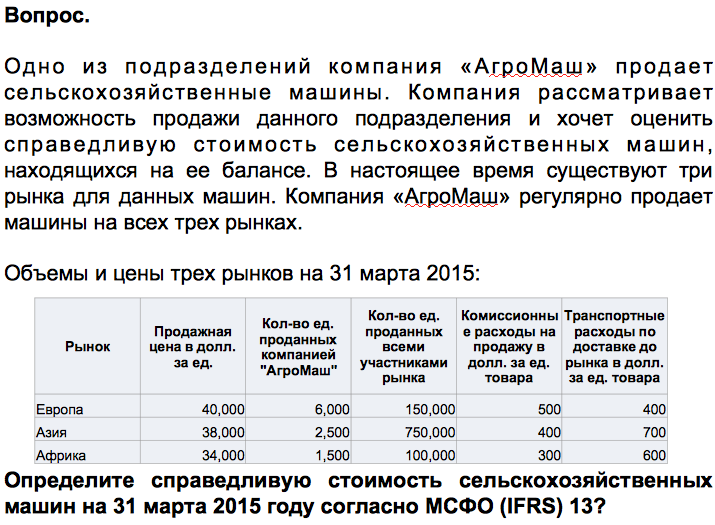 Вопрос.
Одно из подразделений компания «АгроМаш» продает
сельскохозяйственные машины. Компания рассматривает
возможность продажи данного подразделения и хочет оценить
справедливую стоимость сельскохозяйственных машин,
находящихся на ее балансе. В настоящее время существуют три
рынка для данных машин. Компания «АгроМаш» регулярно продает
машины на всех трех рынках.
Объемы и цены трех рынков на 31 марта 2015:
Рынок
Продажная
цена в долл.
за ед.
Кол-во ед.
проданных
компанией
"АгроМаш"
Кол-во ед.
проданных
всеми
участниками
рынка
Комиссионны
е расходы на
продажу в
долл. за ед.
товара
Транспортные
расходы по
доставке до
рынка в долл.
за ед. товара
Европа 40,000 6,000 150,000 500 400
Азия 38,000 2,500 750,000 400 700
Африка 34,000 1,500 100,000 300 600
Определите справедливую стоимость сельскохозяйственных
машин на 31 марта 2015 году согласно МСФО (IFRS) 13?